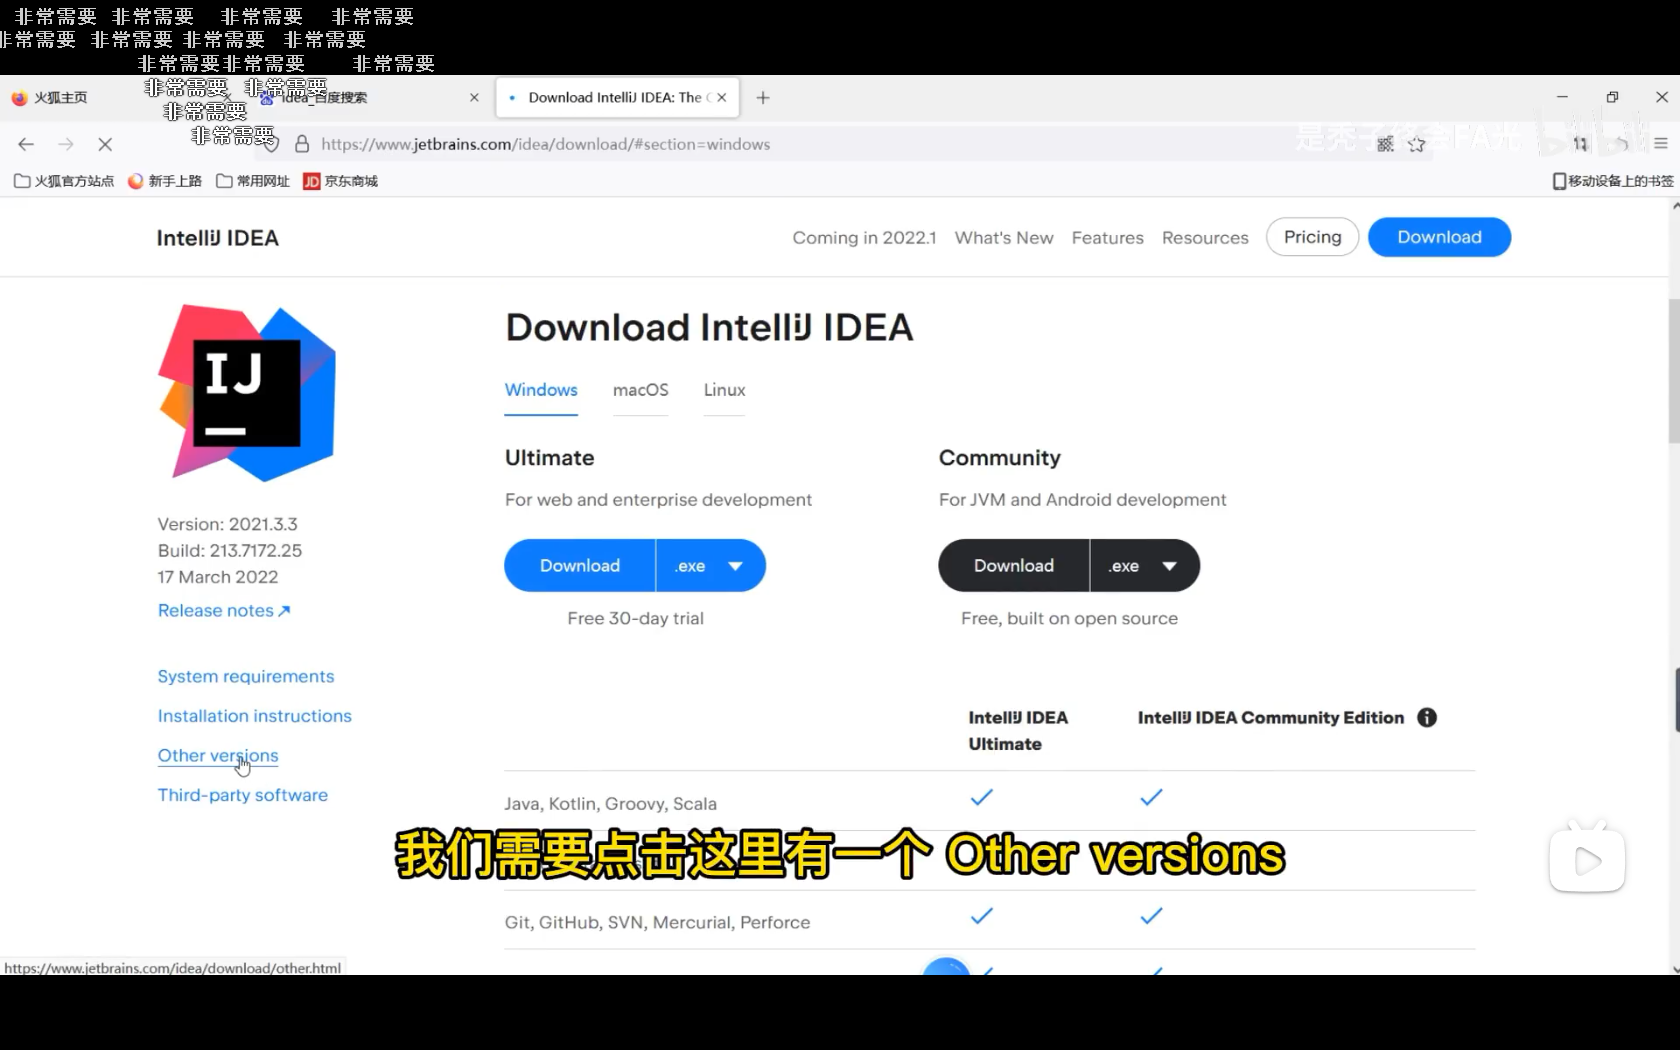 非常需要 非常需要 非常需要 非常需要
非常需要 非常需要 非常需要 非常需要
非常需要 非常需要 非常需要
非常需要 非常需要
非常需要
非常需要
火狐主页
idea_百度搜索
Download IntelliJ IDEA: The C
https://www.jetbrains.com/idea/download/#section=windows
bilibili
火狐官方站点 新手上路 常用网址 JD 京东商城
移动设备上的书签
IntelliJ IDEA
Coming in 2022.1 What's New Features Resources Pricing Download
IJ
Download IntelliJ IDEA
Windows macOS Linux
Ultimate
For web and enterprise development
Download .exe
Free 30-day trial
Community
For JVM and Android development
Download .exe
Free, built on open source
Version: 2021.3.3
Build: 213.7172.25
17 March 2022
Release notes
System requirements
Installation instructions
Other versions
Third-party software
IntelliJ IDEA
Ultimate
IntelliJ IDEA Community Edition
Java, Kotlin, Groovy, Scala
我们需要点击这里有一个 Other versions
Git, GitHub, SVN, Mercurial, Perforce
https://www.jetbrains.com/idea/download/other.html